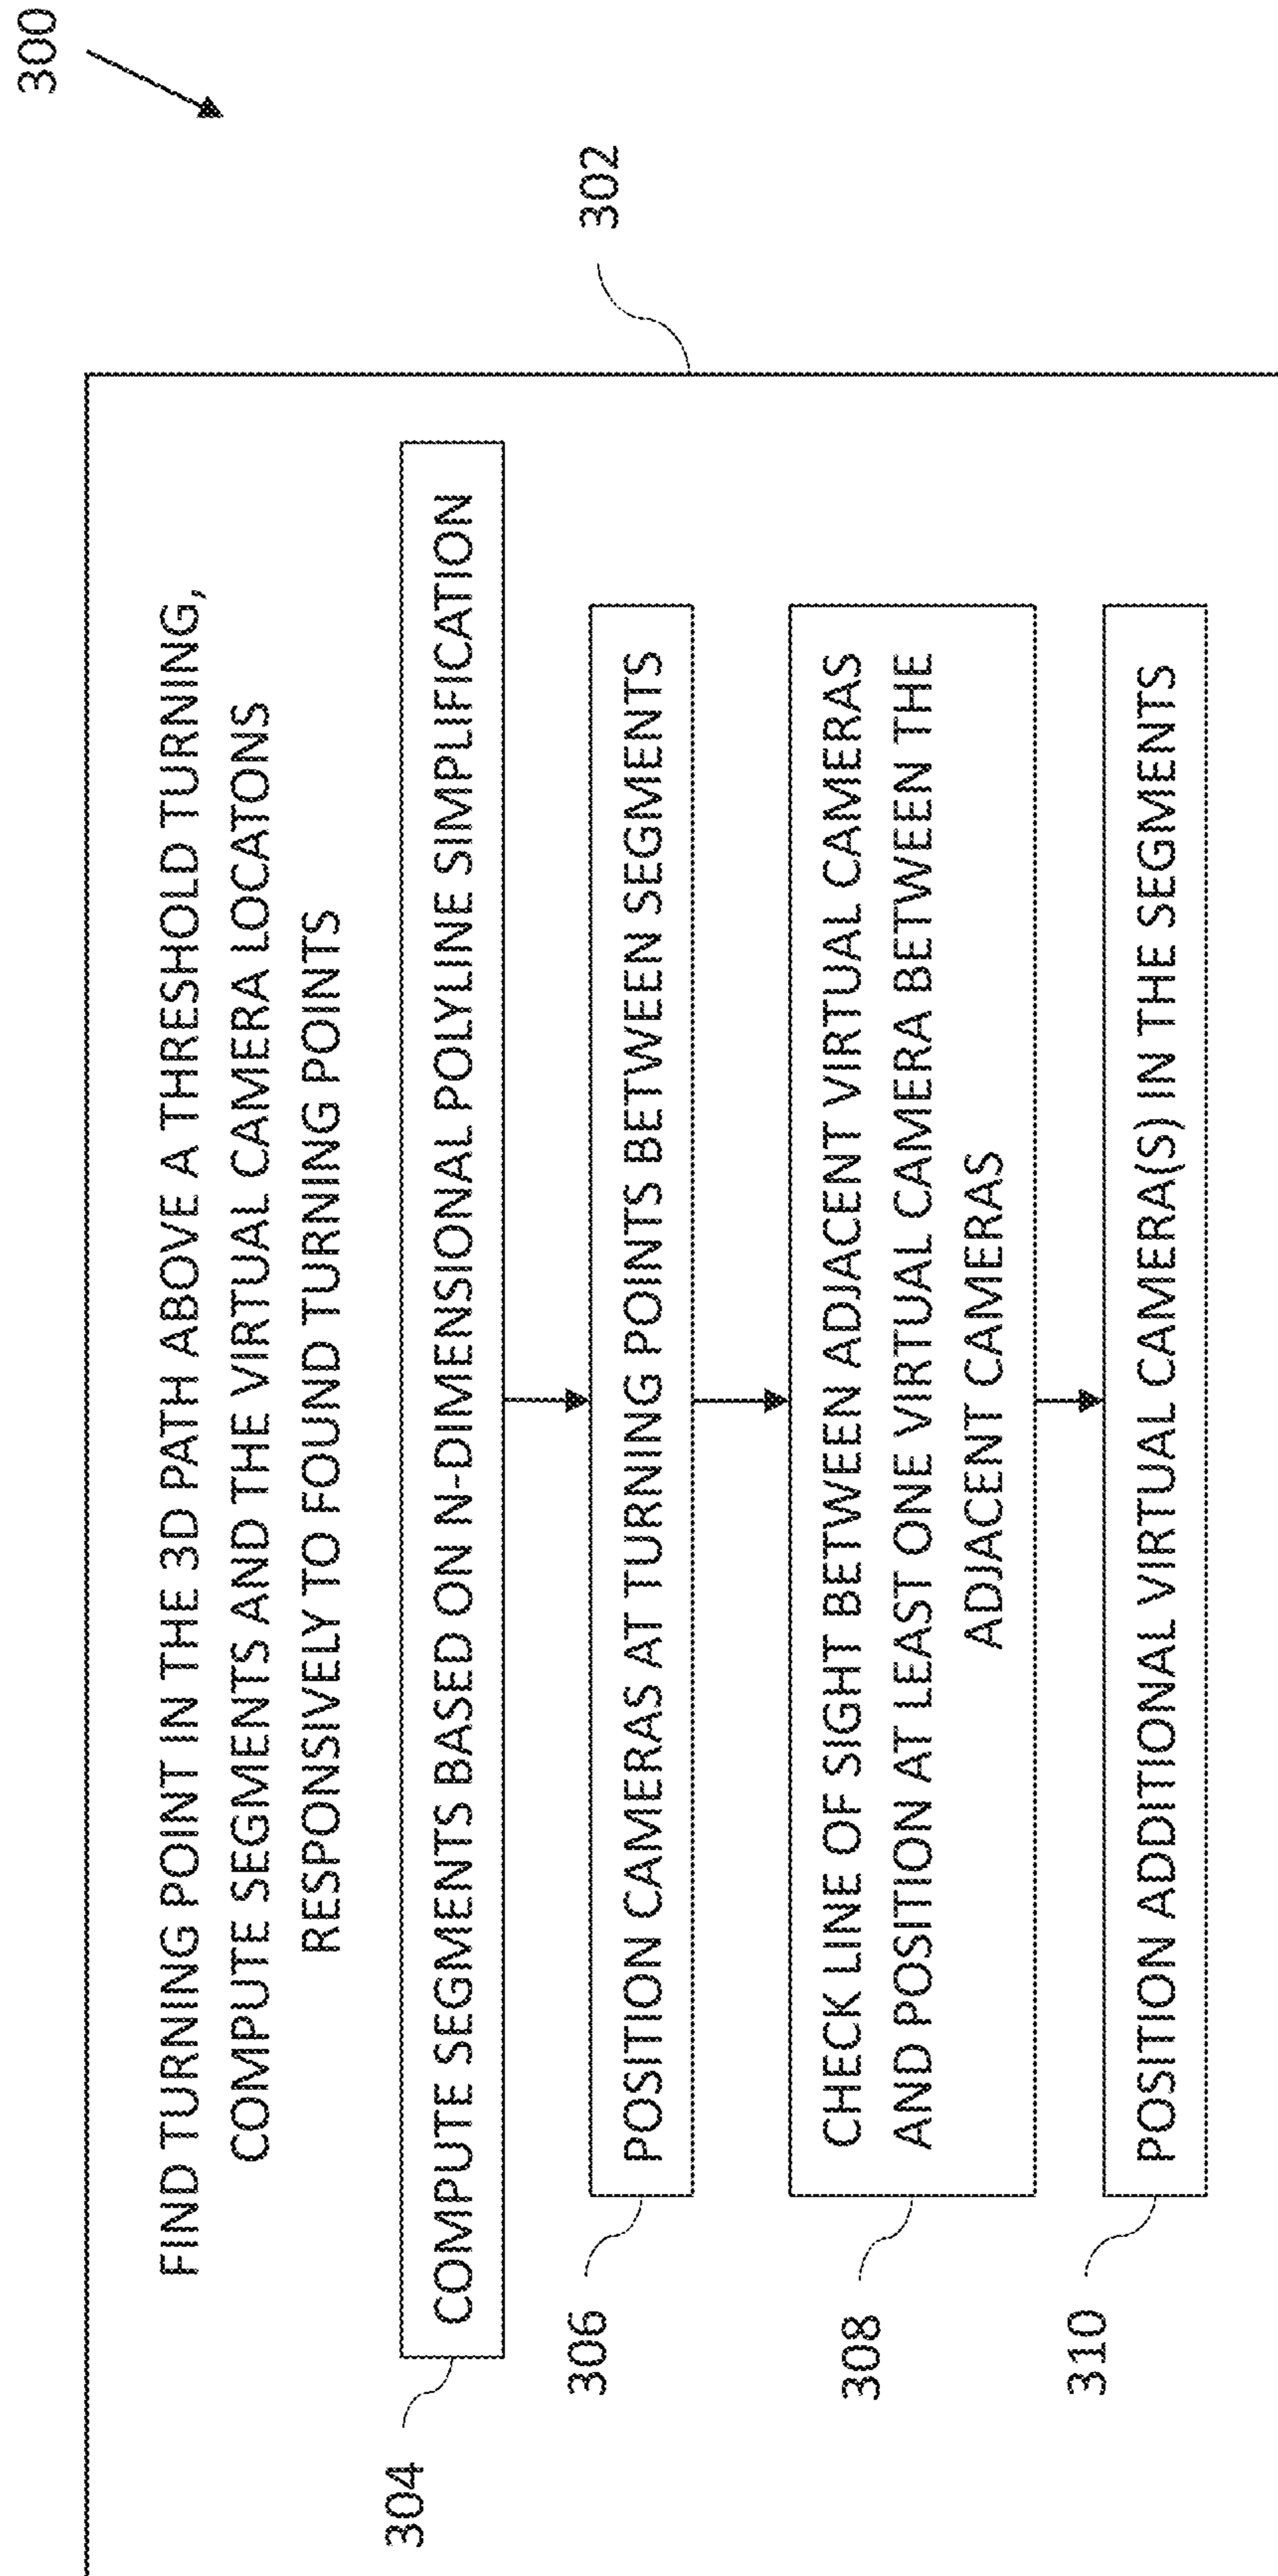 300
302
FIND TURNING POINT IN THE 3D PATH ABOVE A THRESHOLD TURNING,
COMPUTE SEGMENTS AND THE VIRTUAL CAMERA LOCATONS
RESPONSIVELY TO FOUND TURNING POINTS
304
COMPUTE SEGMENTS BASED ON N-DIMENSIONAL POLYLINE SIMPLIFICATION
306
POSITION CAMERAS AT TURNING POINTS BETWEEN SEGMENTS
308
CHECK LINE OF SIGHT BETWEEN ADJACENT VIRTUAL CAMERAS
AND POSITION AT LEAST ONE VIRTUAL CAMERA BETWEEN THE
ADJACENT CAMERAS
310
POSITION ADDITIONAL VIRTUAL CAMERA(S) IN THE SEGMENTS